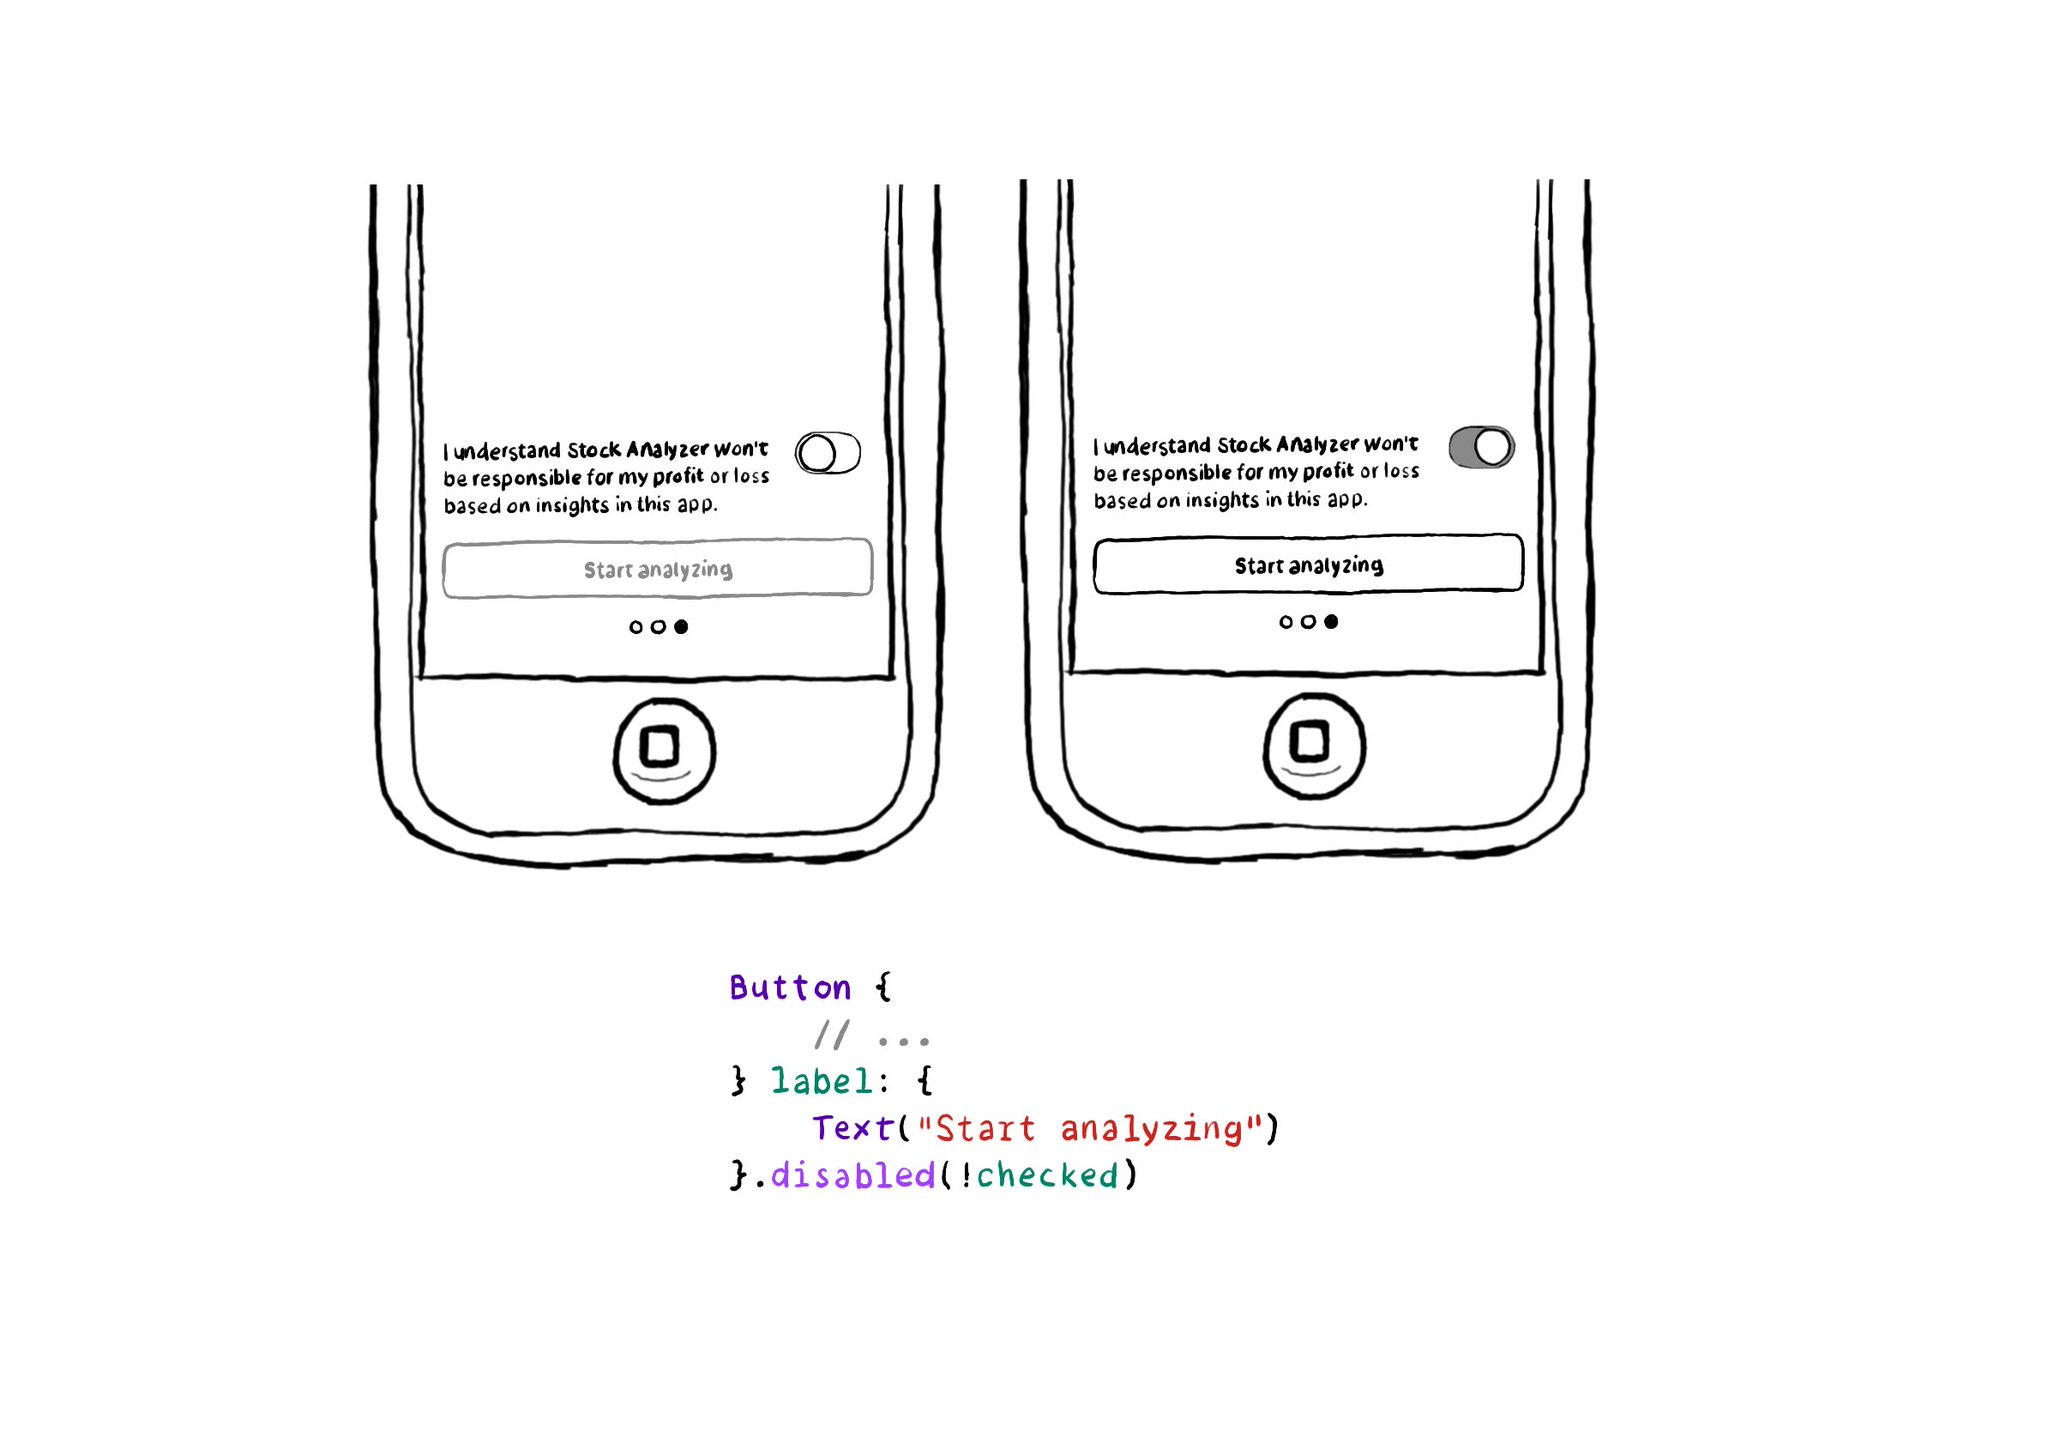 I understand Stock Analyzer won't
be responsible for my profit or loss
based on insights in this app.
Start analyzing
I understand Stock Analyzer won't
be responsible for my profit or loss
based on insights in this app.
Start analyzing
Button {
    // ...
} label: {
    Text("Start analyzing")
}.disabled(!checked)